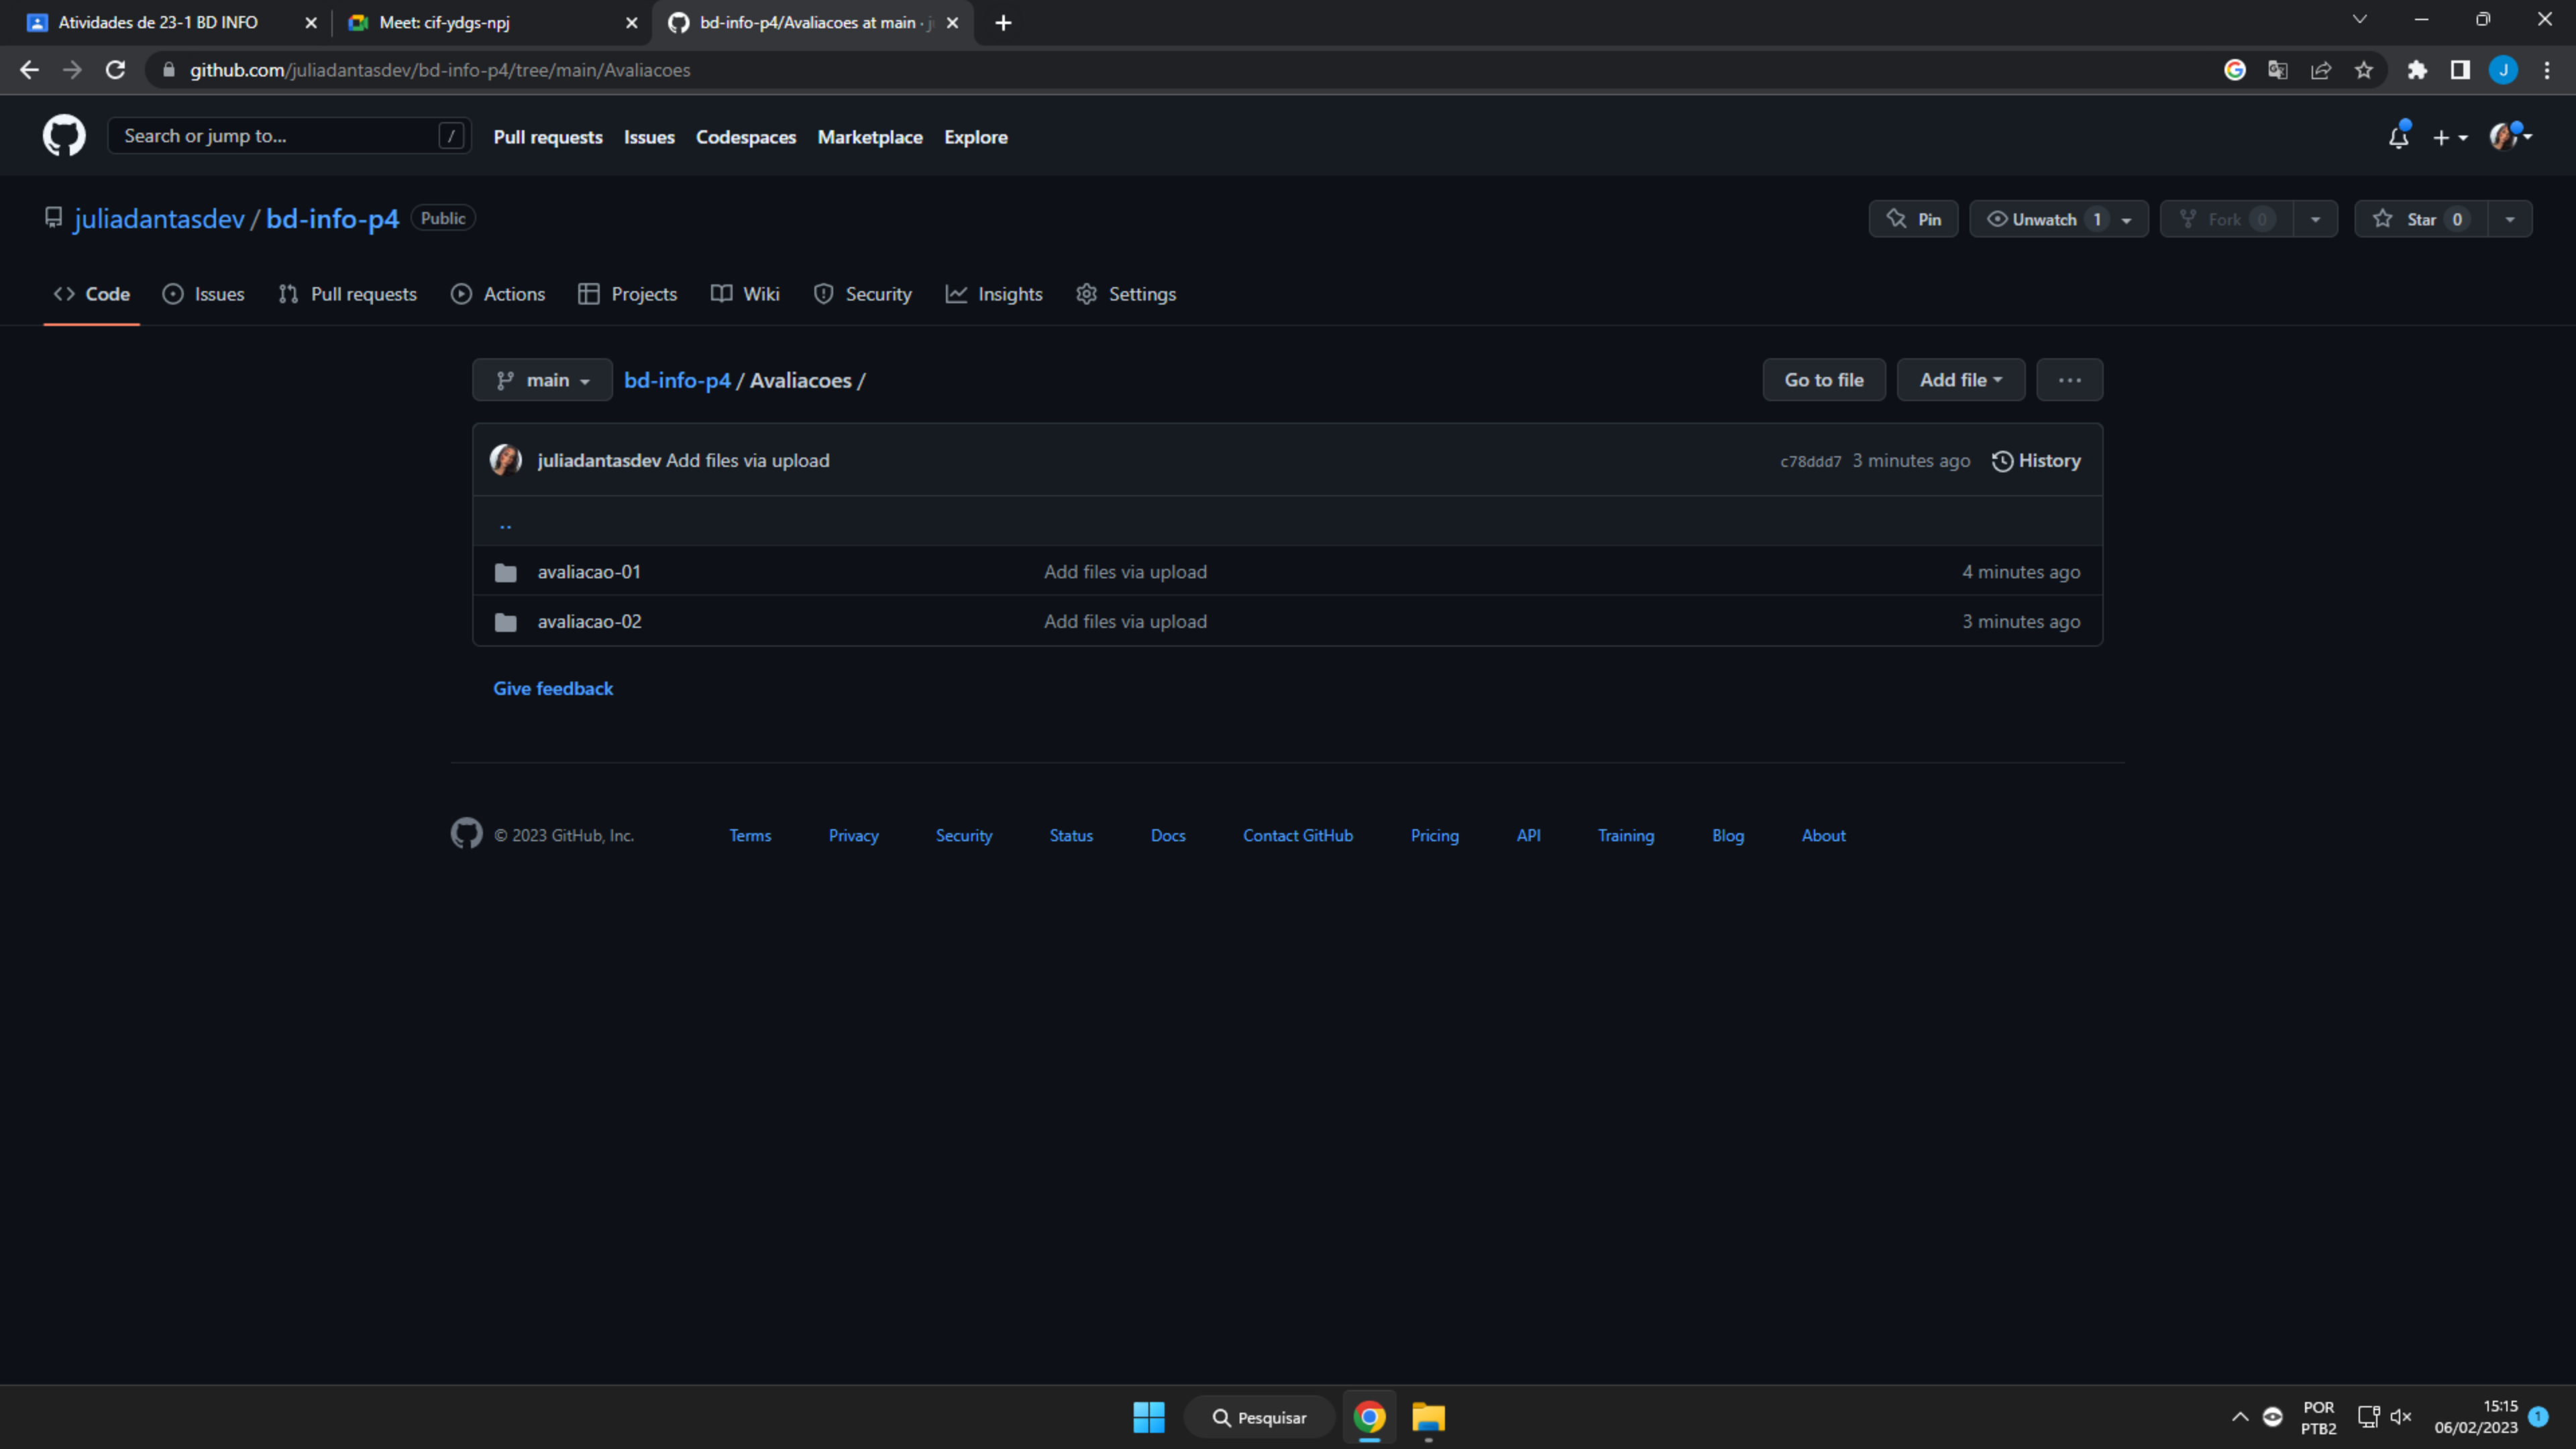 Atividades de 23-1 BD INFO
Meet: cif-ydgs-npj
bd-info-p4/Avaliacoes at main ·
github.com/juliadantasdev/bd-info-p4/tree/main/Avaliacoes
J
Search or jump to...
/
Pull requests
Issues
Codespaces
Marketplace
Explore
juliadantasdev / bd-info-p4
Public
Pin
Unwatch 1
Fork 0
Star 0
Code
Issues
Pull requests
Actions
Projects
Wiki
Security
Insights
Settings
main
bd-info-p4 / Avaliacoes /
Go to file
Add file
juliadantasdev Add files via upload
c78ddd7 3 minutes ago
History
..
avaliacao-01 Add files via upload 4 minutes ago
avaliacao-02 Add files via upload 3 minutes ago
Give feedback
© 2023 GitHub, Inc.
Terms
Privacy
Security
Status
Docs
Contact GitHub
Pricing
API
Training
Blog
About
Pesquisar
POR
PTB2
15:15
06/02/2023
1